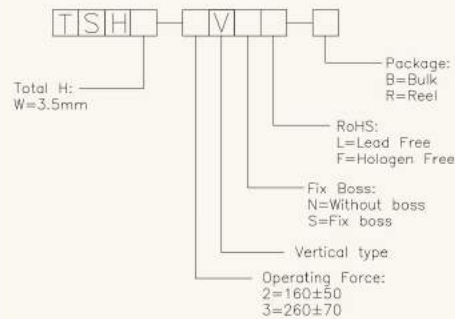 TSH V
Package:
B=Bulk
R=Reel
Total H:
W=3.5mm
RoHS:
L=Lead Free
F=Hologen Free
Fix Boss:
N=Without boss
S=Fix boss
Vertical type
Operating Force:
2=160±50
3=260±70